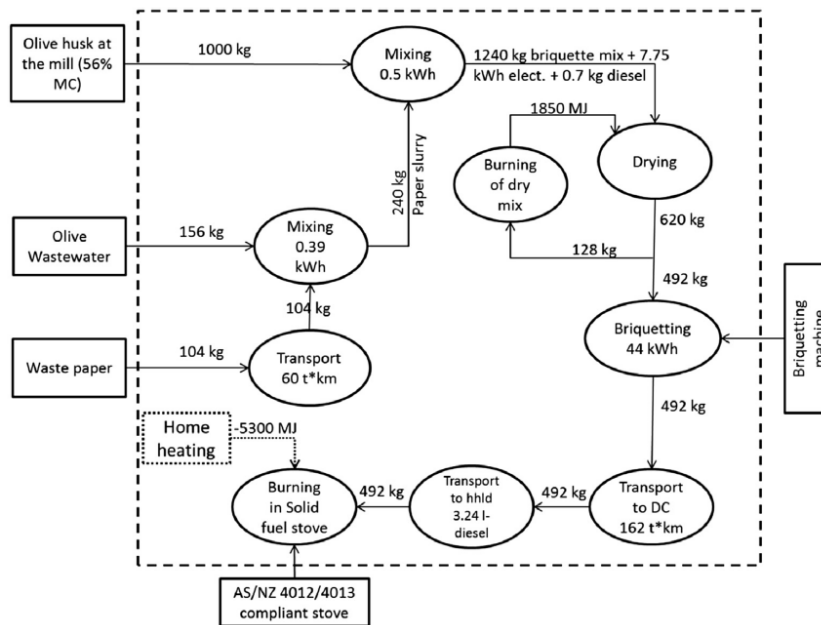 Olive husk at
the mill (56%
MC)
1000 kg
Mixing
0.5 kWh
1240 kg briquette mix + 7.75
kWh elect. + 0.7 kg diesel
1850 MJ
Burning
of dry
mix
Drying
240 kg
Paper slurry
620 kg
128 kg
492 kg
Olive
Wastewater
156 kg
Mixing
0.39
kWh
104 kg
Waste paper
104 kg
Transport
60 t*km
Briquetting
44 kWh
Briquetting
machine
492 kg
Home
heating
-5300 MJ
Burning
in Solid
fuel stove
492 kg
Transport
to hhld
3.24 l-
diesel
492 kg
Transport
to DC
162 t*km
AS/NZ 4012/4013
compliant stove